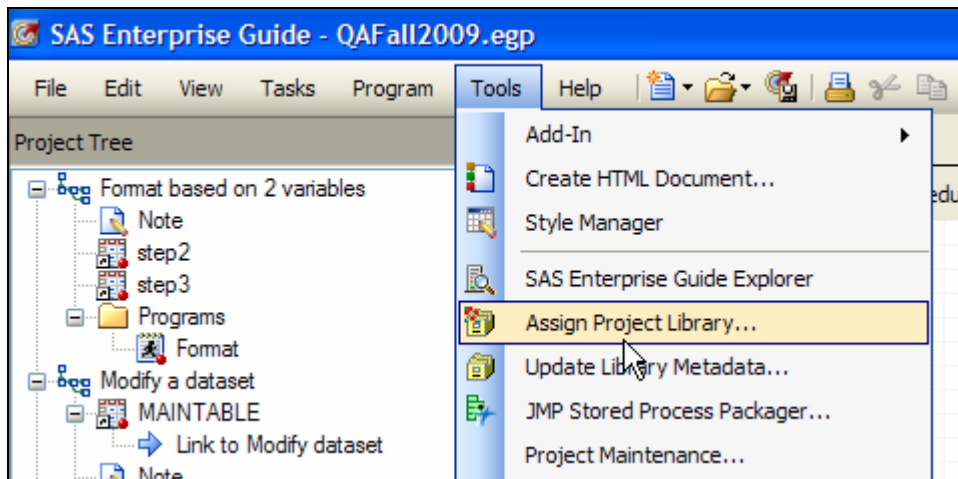 SAS Enterprise Guide - QAFall2009.egp
File Edit View Tasks Program Tools Help
Project Tree
Format based on 2 variables
Note
step2
step3
Programs
Format
Modify a dataset
MAINTABLE
Link to Modify dataset
Note
Add-In
Create HTML Document...
Style Manager
SAS Enterprise Guide Explorer
Assign Project Library...
Update Library Metadata...
JMP Stored Process Packager...
Project Maintenance...